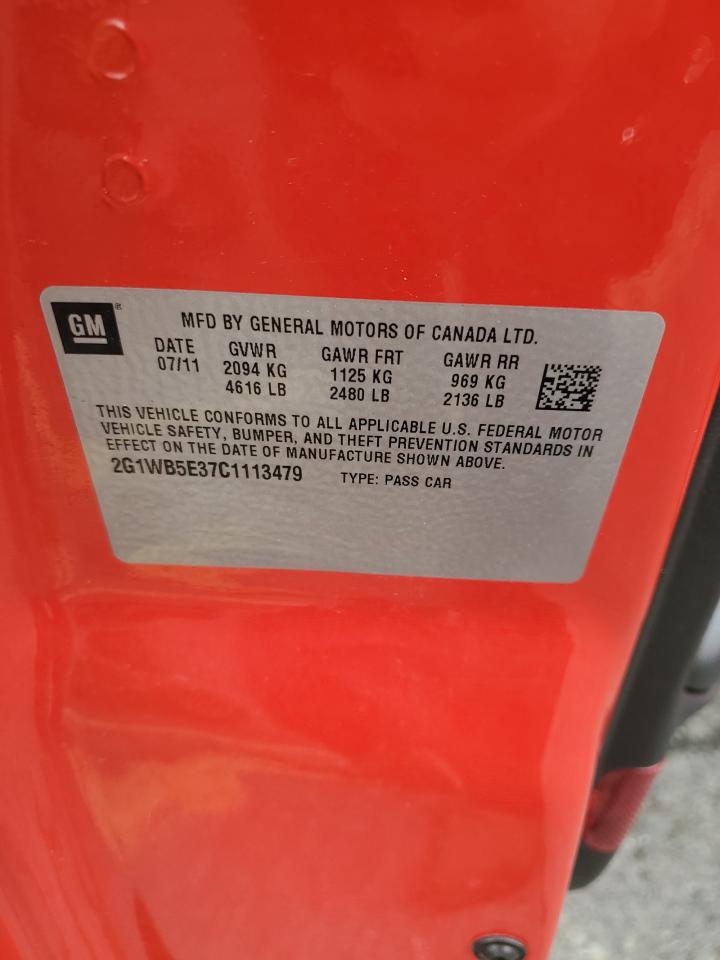 GM®
MFD BY GENERAL MOTORS OF CANADA LTD.
DATE GVWR GAWR FRT GAWR RR
07/11 2094 KG 1125 KG 969 KG
4616 LB 2480 LB 2136 LB
THIS VEHICLE CONFORMS TO ALL APPLICABLE U.S. FEDERAL MOTOR
VEHICLE SAFETY, BUMPER, AND THEFT PREVENTION STANDARDS IN
EFFECT ON THE DATE OF MANUFACTURE SHOWN ABOVE.
2G1WB5E37C1113479 TYPE: PASS CAR